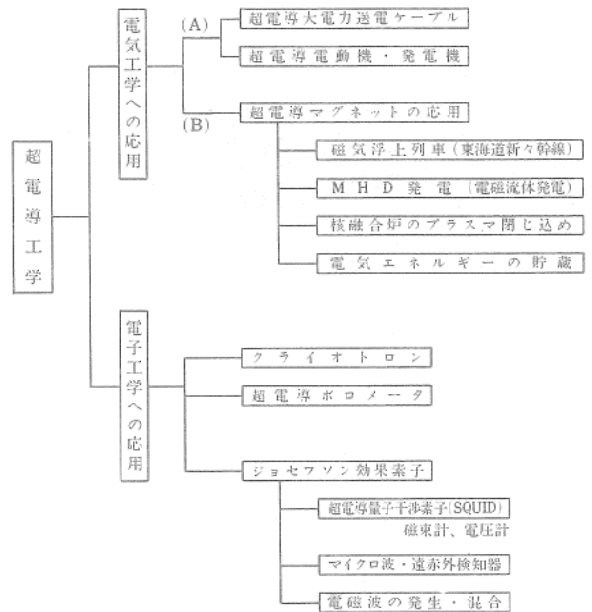 超電導工学
電気工学への応用
(A)
超電導大電力送電ケーブル
超電導電動機・発電機
(B)
超電導マグネットの応用
磁気浮上列車(東海道新々幹線)
MHD発電(電磁流体発電)
核融合炉のプラズマ閉じ込め
電気エネルギーの貯蔵
電子工学への応用
クライオトロン
超電導ボロメータ
ジョセフソン効果素子
超電導量子干渉素子(SQUID)
磁束計、電圧計
マイクロ波・遠赤外検知器
電磁波の発生・混合